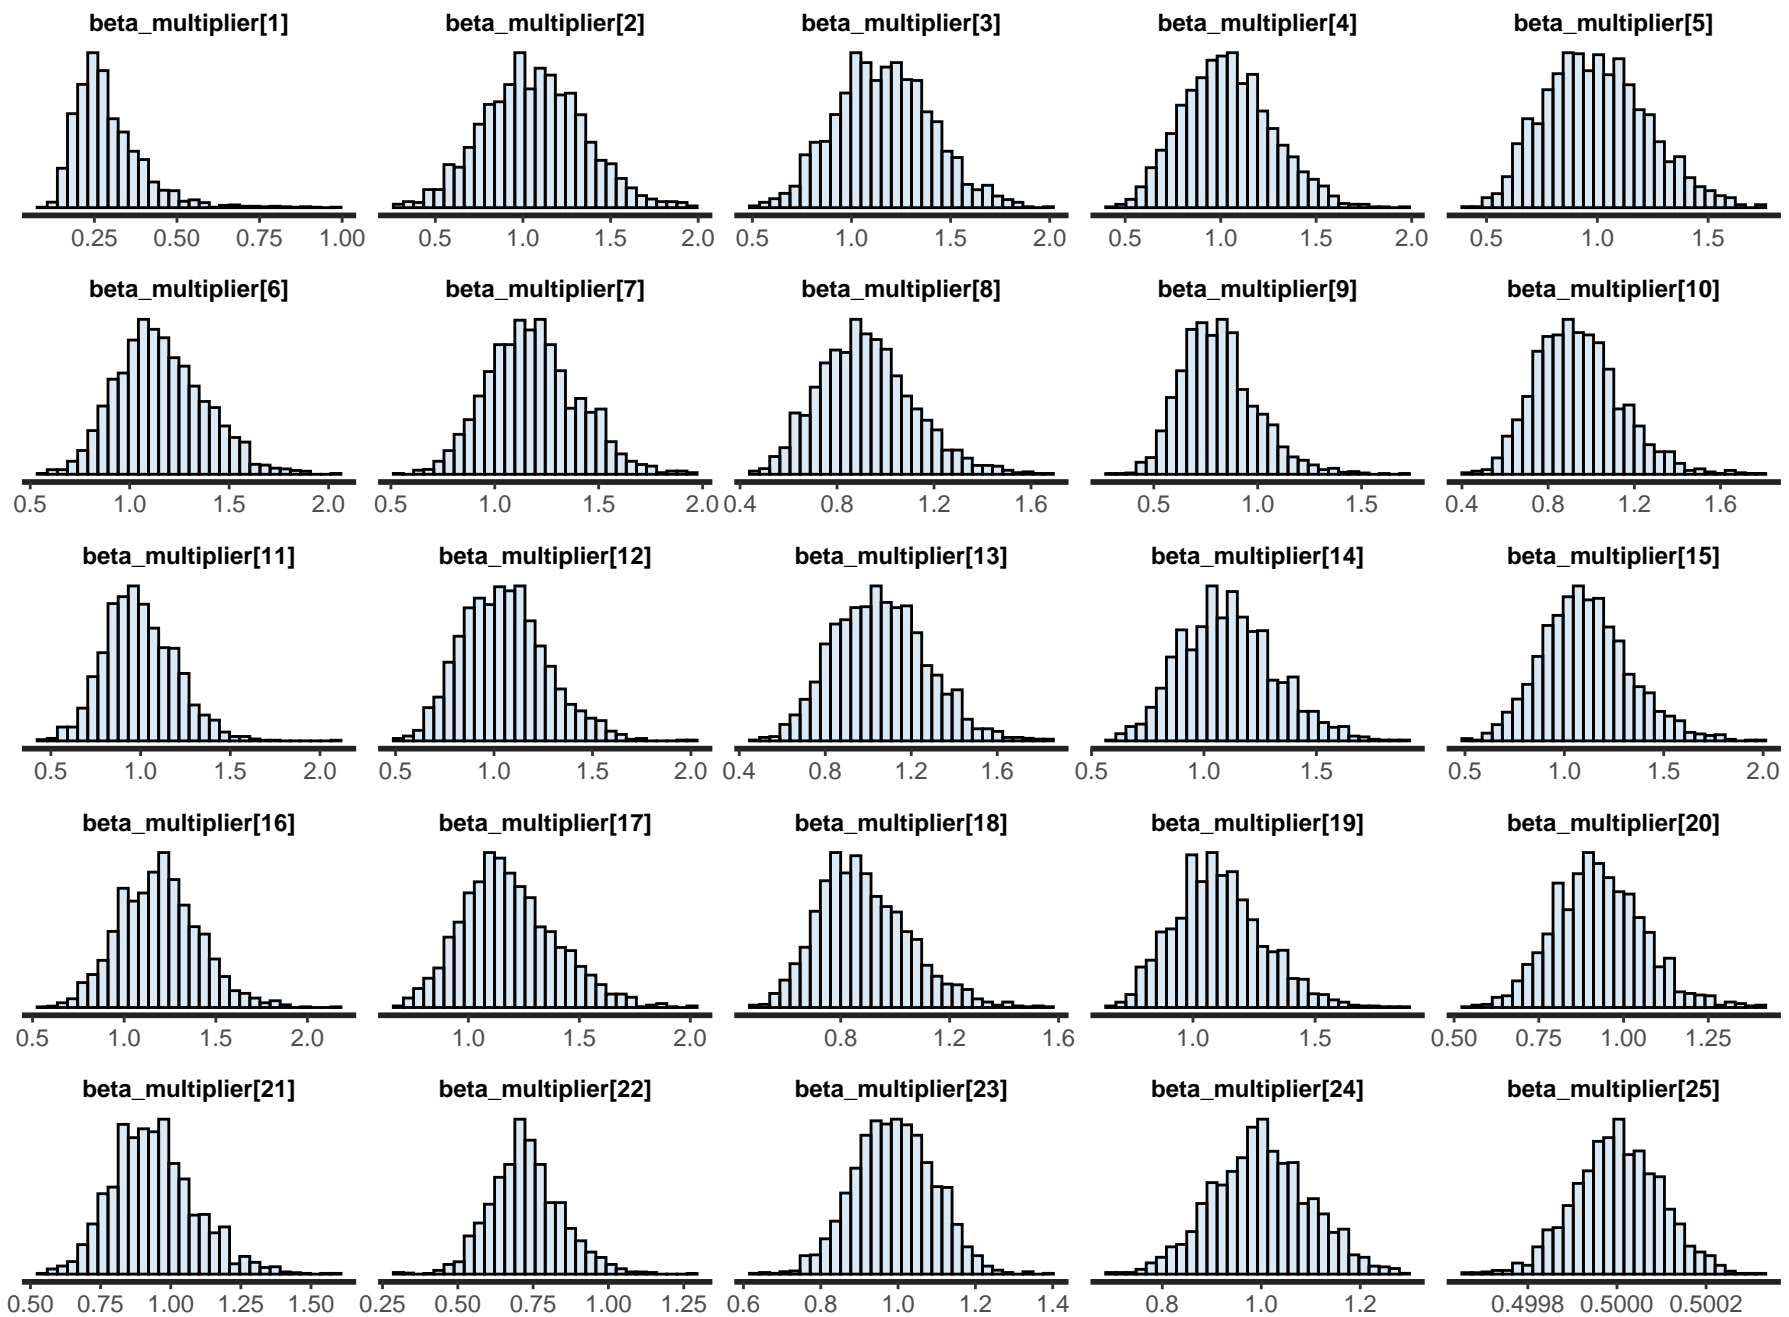 beta_multiplier[1] beta_multiplier[2] beta_multiplier[3] beta_multiplier[4] beta_multiplier[5]
0.25 0.50 0.75 1.00 0.5 1.0 1.5 2.0 0.5 1.0 1.5 2.0 0.5 1.0 1.5 2.0 0.5 1.0 1.5
beta_multiplier[6] beta_multiplier[7] beta_multiplier[8] beta_multiplier[9] beta_multiplier[10]
0.5 1.0 1.5 2.0 0.5 1.0 1.5 2.0 0.4 0.8 1.2 1.6 0.5 1.0 1.5 0.4 0.8 1.2 1.6
beta_multiplier[11] beta_multiplier[12] beta_multiplier[13] beta_multiplier[14] beta_multiplier[15]
0.5 1.0 1.5 2.0 0.5 1.0 1.5 2.0 0.4 0.8 1.2 1.6 0.5 1.0 1.5 0.5 1.0 1.5 2.0
beta_multiplier[16] beta_multiplier[17] beta_multiplier[18] beta_multiplier[19] beta_multiplier[20]
0.5 1.0 1.5 2.0 1.0 1.5 2.0 0.8 1.2 1.6 1.0 1.5 0.50 0.75 1.00 1.25
beta_multiplier[21] beta_multiplier[22] beta_multiplier[23] beta_multiplier[24] beta_multiplier[25]
0.50 0.75 1.00 1.25 1.50 0.25 0.50 0.75 1.00 1.25 0.6 0.8 1.0 1.2 1.4 0.8 1.0 1.2 0.4998 0.5000 0.5002